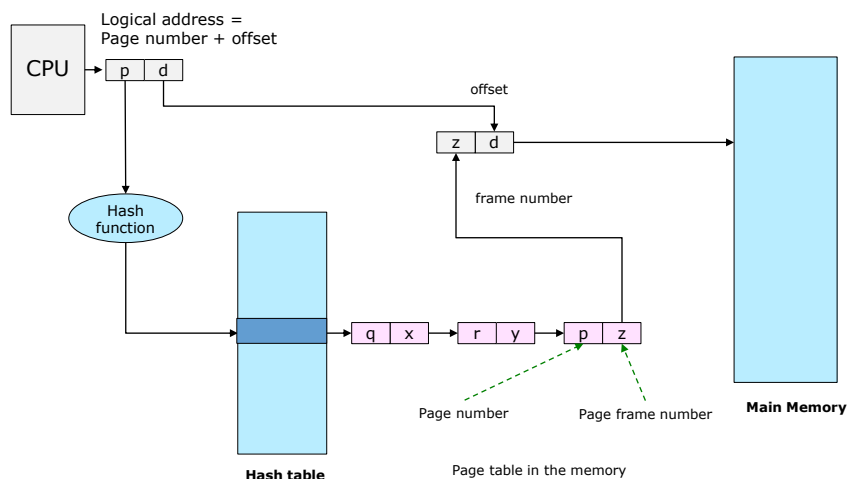 Logical address =
Page number + offset
CPU
p d
offset
z d
frame number
Hash
function
q x r y p z
Page number
Page frame number
Main Memory
Page table in the memory
Hash table